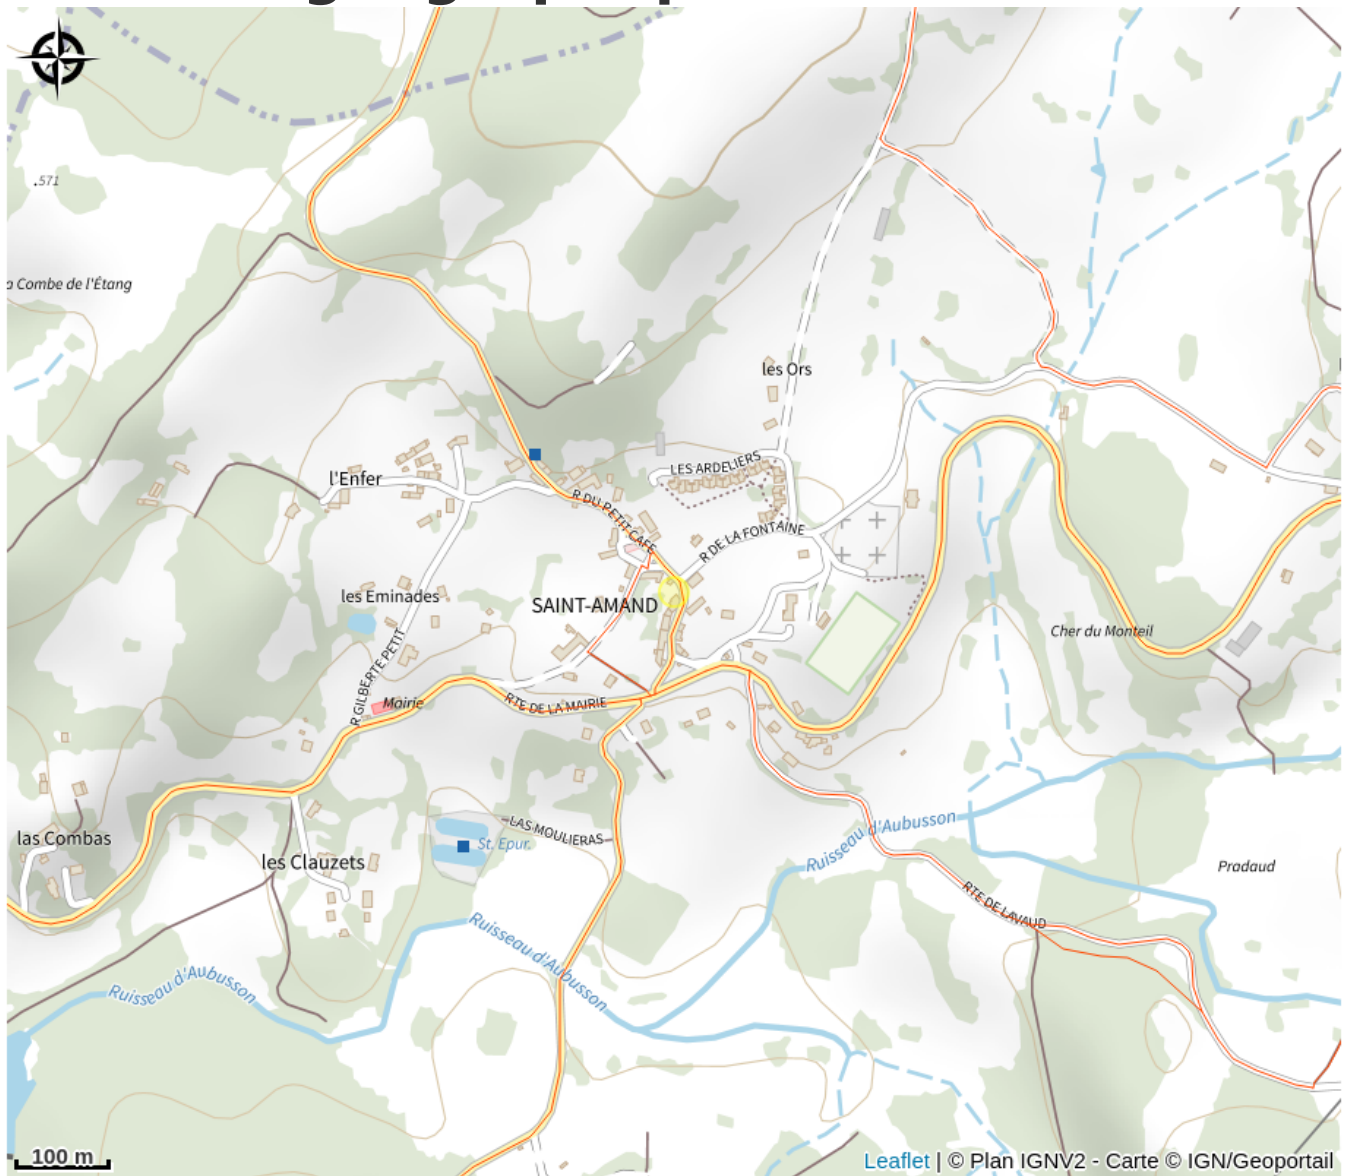 .571
a Combe de l'Étang
les Ors
LES ARDELIERS
l'Enfer
R DU PETIT CAFE
R DE LA FONTAINE
les Eminades
SAINT-AMAND
Cher du Monteil
R GILBERTE PETIT
Mairie
RTE DE LA MAIRIE
las Combas
les Clauzets
St. Epur.
LAS MOULIERAS
Ruisseau d'Aubusson
Pradaud
RTE DE LAVAUD
Ruisseau d'Aubusson
Ruisseau d'Aubusson
100 m
Leaflet | © Plan IGNV2 - Carte © IGN/Geoportail